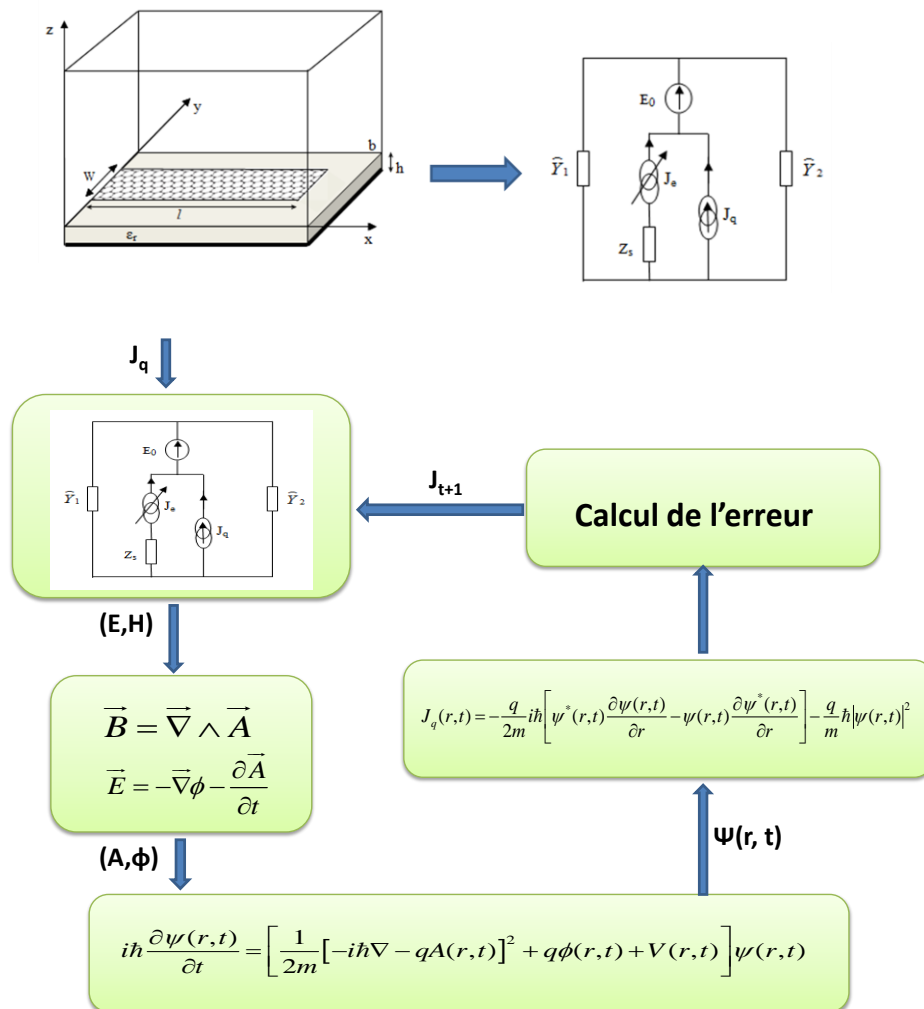 z
y
b
h
W
l
x
εr
E0
Ŷ1
Je
Jq
Zs
Ŷ2
Jq
E0
Ŷ1
Je
Jq
Zs
Ŷ2
Jt+1
Calcul de l’erreur
(E,H)
B⃗ = ∇⃗ ∧ A⃗
E⃗ = −∇⃗ϕ − ∂A⃗/∂t
Jq(r,t) = −q/2m iħ[ψ*(r,t) ∂ψ(r,t)/∂r − ψ(r,t) ∂ψ*(r,t)/∂r] − q/m ħ|ψ(r,t)|²
(A,ϕ)
Ψ(r, t)
iħ ∂ψ(r,t)/∂t = [1/2m [−iħ∇ − qA(r,t)]² + qϕ(r,t) + V(r,t)]ψ(r,t)